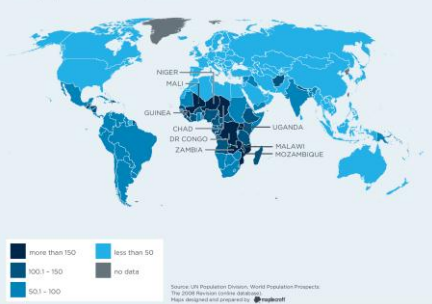 NIGER
MALI
GUINEA
CHAD
UGANDA
DR CONGO
MALAWI
ZAMBIA
MOZAMBIQUE
more than 150
less than 50
100.1 - 150
no data
50.1 - 100
Source: UN Population Division, World Population Prospects:
The 2008 Revision (online database).
Maps designed and prepared by maplecroft